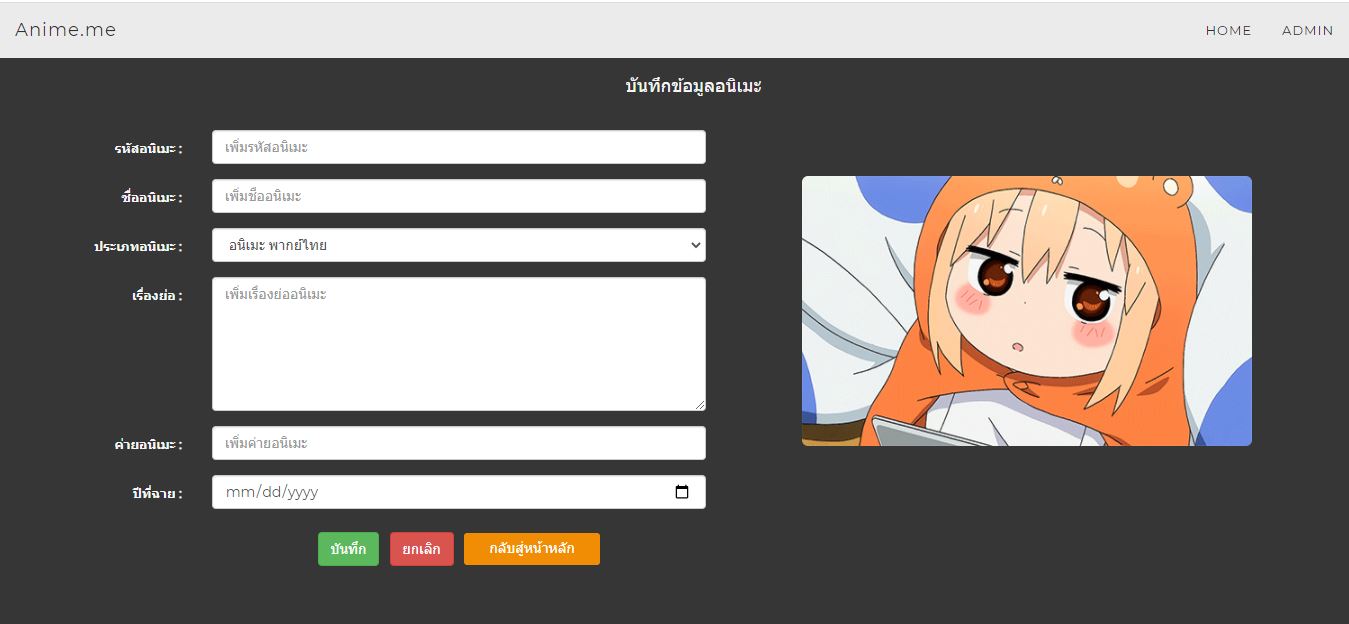 Anime.me
HOME
ADMIN
บันทึกข้อมูลอนิเมะ
รหัสอนิเมะ :
เพิ่มรหัสอนิเมะ
ชื่ออนิเมะ :
เพิ่มชื่ออนิเมะ
ประเภทอนิเมะ :
อนิเมะ พากย์ไทย
เรื่องย่อ :
เพิ่มเรื่องย่ออนิเมะ
ค่ายอนิเมะ :
เพิ่มค่ายอนิเมะ
ปีที่ฉาย :
mm/dd/yyyy
บันทึก
ยกเลิก
กลับสู่หน้าหลัก